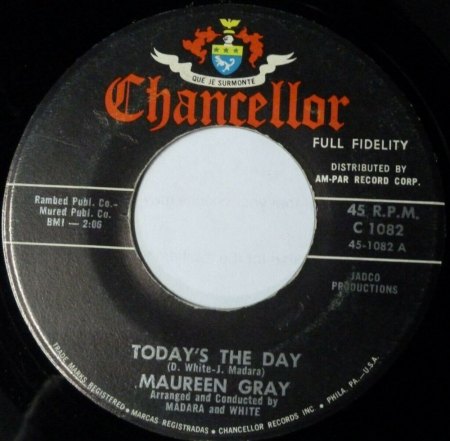 QUE JE SURMONTE
Chancellor
FULL FIDELITY
DISTRIBUTED BY
AM-PAR RECORD CORP.
Rambed Publ. Co.-
Mured Publ. Co.
BMI — 2:06
45 R.P.M.
C 1082
45-1082 A
JADCO
PRODUCTIONS
TODAY'S THE DAY
(D. White-J. Madara)
MAUREEN GRAY
Arranged and Conducted by
MADARA and WHITE
TRADE MARKS REGISTERED • MARCAS REGISTRADAS • CHANCELLOR RECORDS INC. • PHILA, PA.-U.S.A.